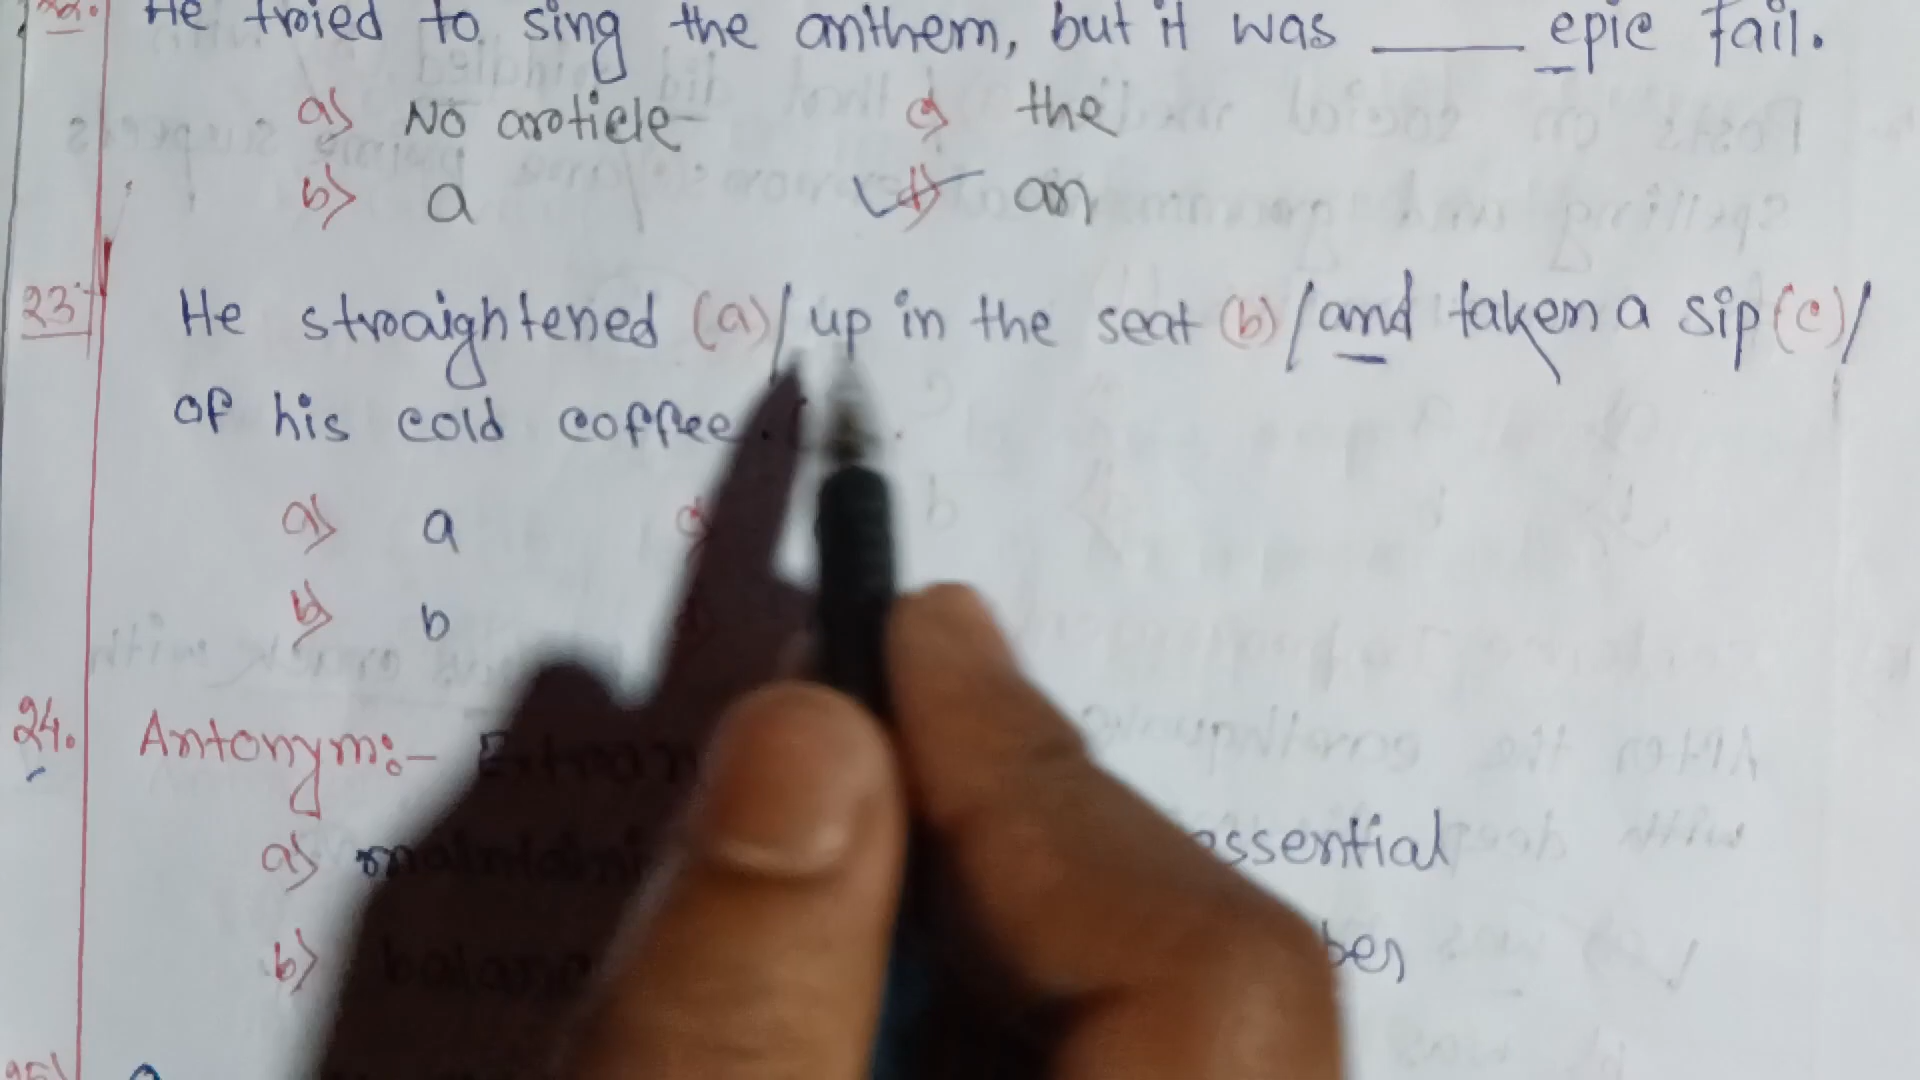 He tried to sing the anthem, but it was ____ epic fail.
a) No article c) the
b) a d) an
23. He straightened (a)/ up in the seat (b)/ and taken a sip (c)/
of his cold coffee.
a) a
b) b
24. Antonym:-
a) essential
b)